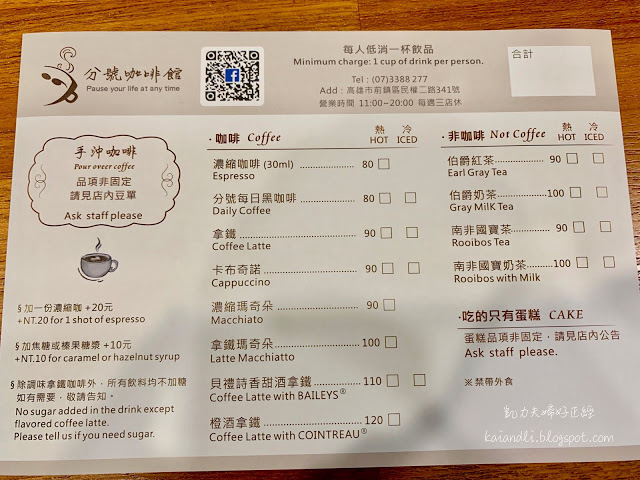 分號咖啡館
Pause your life at any time
每人低消一杯飲品
Minimum charge: 1 cup of drink per person.
Tel : (07)3388 277
Add : 高雄市前鎮區民權二路341號
營業時間 11:00~20:00 每週三店休
合計
手沖咖啡
Pour oveer coffee
品項非固定
請見店內豆單
Ask staff please
§加一份濃縮咖 +20元
+NT.20 for 1 shot of espresso
§加焦糖或榛果糖漿 +10元
+NT.10 for caramel or hazelnut syrup
§除調味拿鐵咖啡外，所有飲料均不加糖
如有需要，敬請告知。
No sugar added in the drink except
flavored coffee latte.
Please tell us if you need sugar.
·咖啡 Coffee 熱 冷
HOT ICED
濃縮咖啡 (30ml) 80
Espresso
分號每日黑咖啡 80
Daily Coffee
拿鐵 90
Coffee Latte
卡布奇諾 90
Cappuccino
濃縮瑪奇朵 90
Macchiato
拿鐵瑪奇朵 100
Latte Macchiatto
貝禮詩香甜酒拿鐵 110
Coffee Latte with BAILEYS®
橙酒拿鐵 120
Coffee Latte with COINTREAU®
·非咖啡 Not Coffee 熱 冷
HOT ICED
伯爵紅茶 90
Earl Gray Tea
伯爵奶茶 100
Gray MilK Tea
南非國寶茶 90
Rooibos Tea
南非國寶奶茶 100
Rooibos with Milk
·吃的只有蛋糕 CAKE
蛋糕品項非固定，請見店內公告
Ask staff please.
※禁帶外食
凱力夫婦好正經
kaiandli.blogspot.com